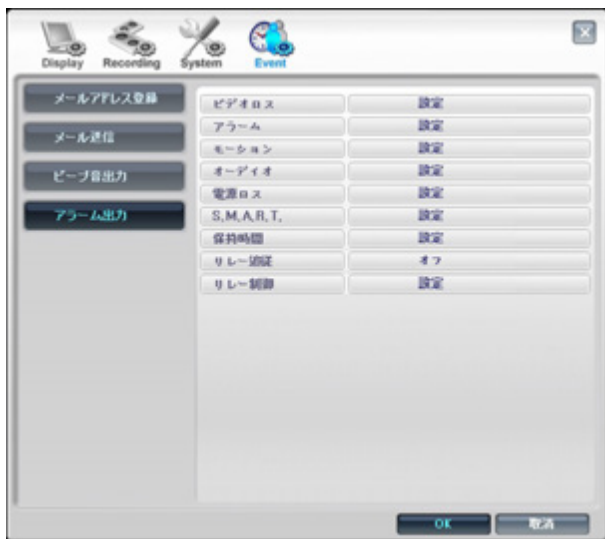 Display Recording System Event
メールアドレス登録
メール送信
ビープ音出力
アラーム出力
ビデオロス 設定
アラーム 設定
モーション 設定
オーディオ 設定
電源ロス 設定
S,M,A,R,T, 設定
保持時間 設定
リレー追従 オフ
リレー制御 設定
OK 取消